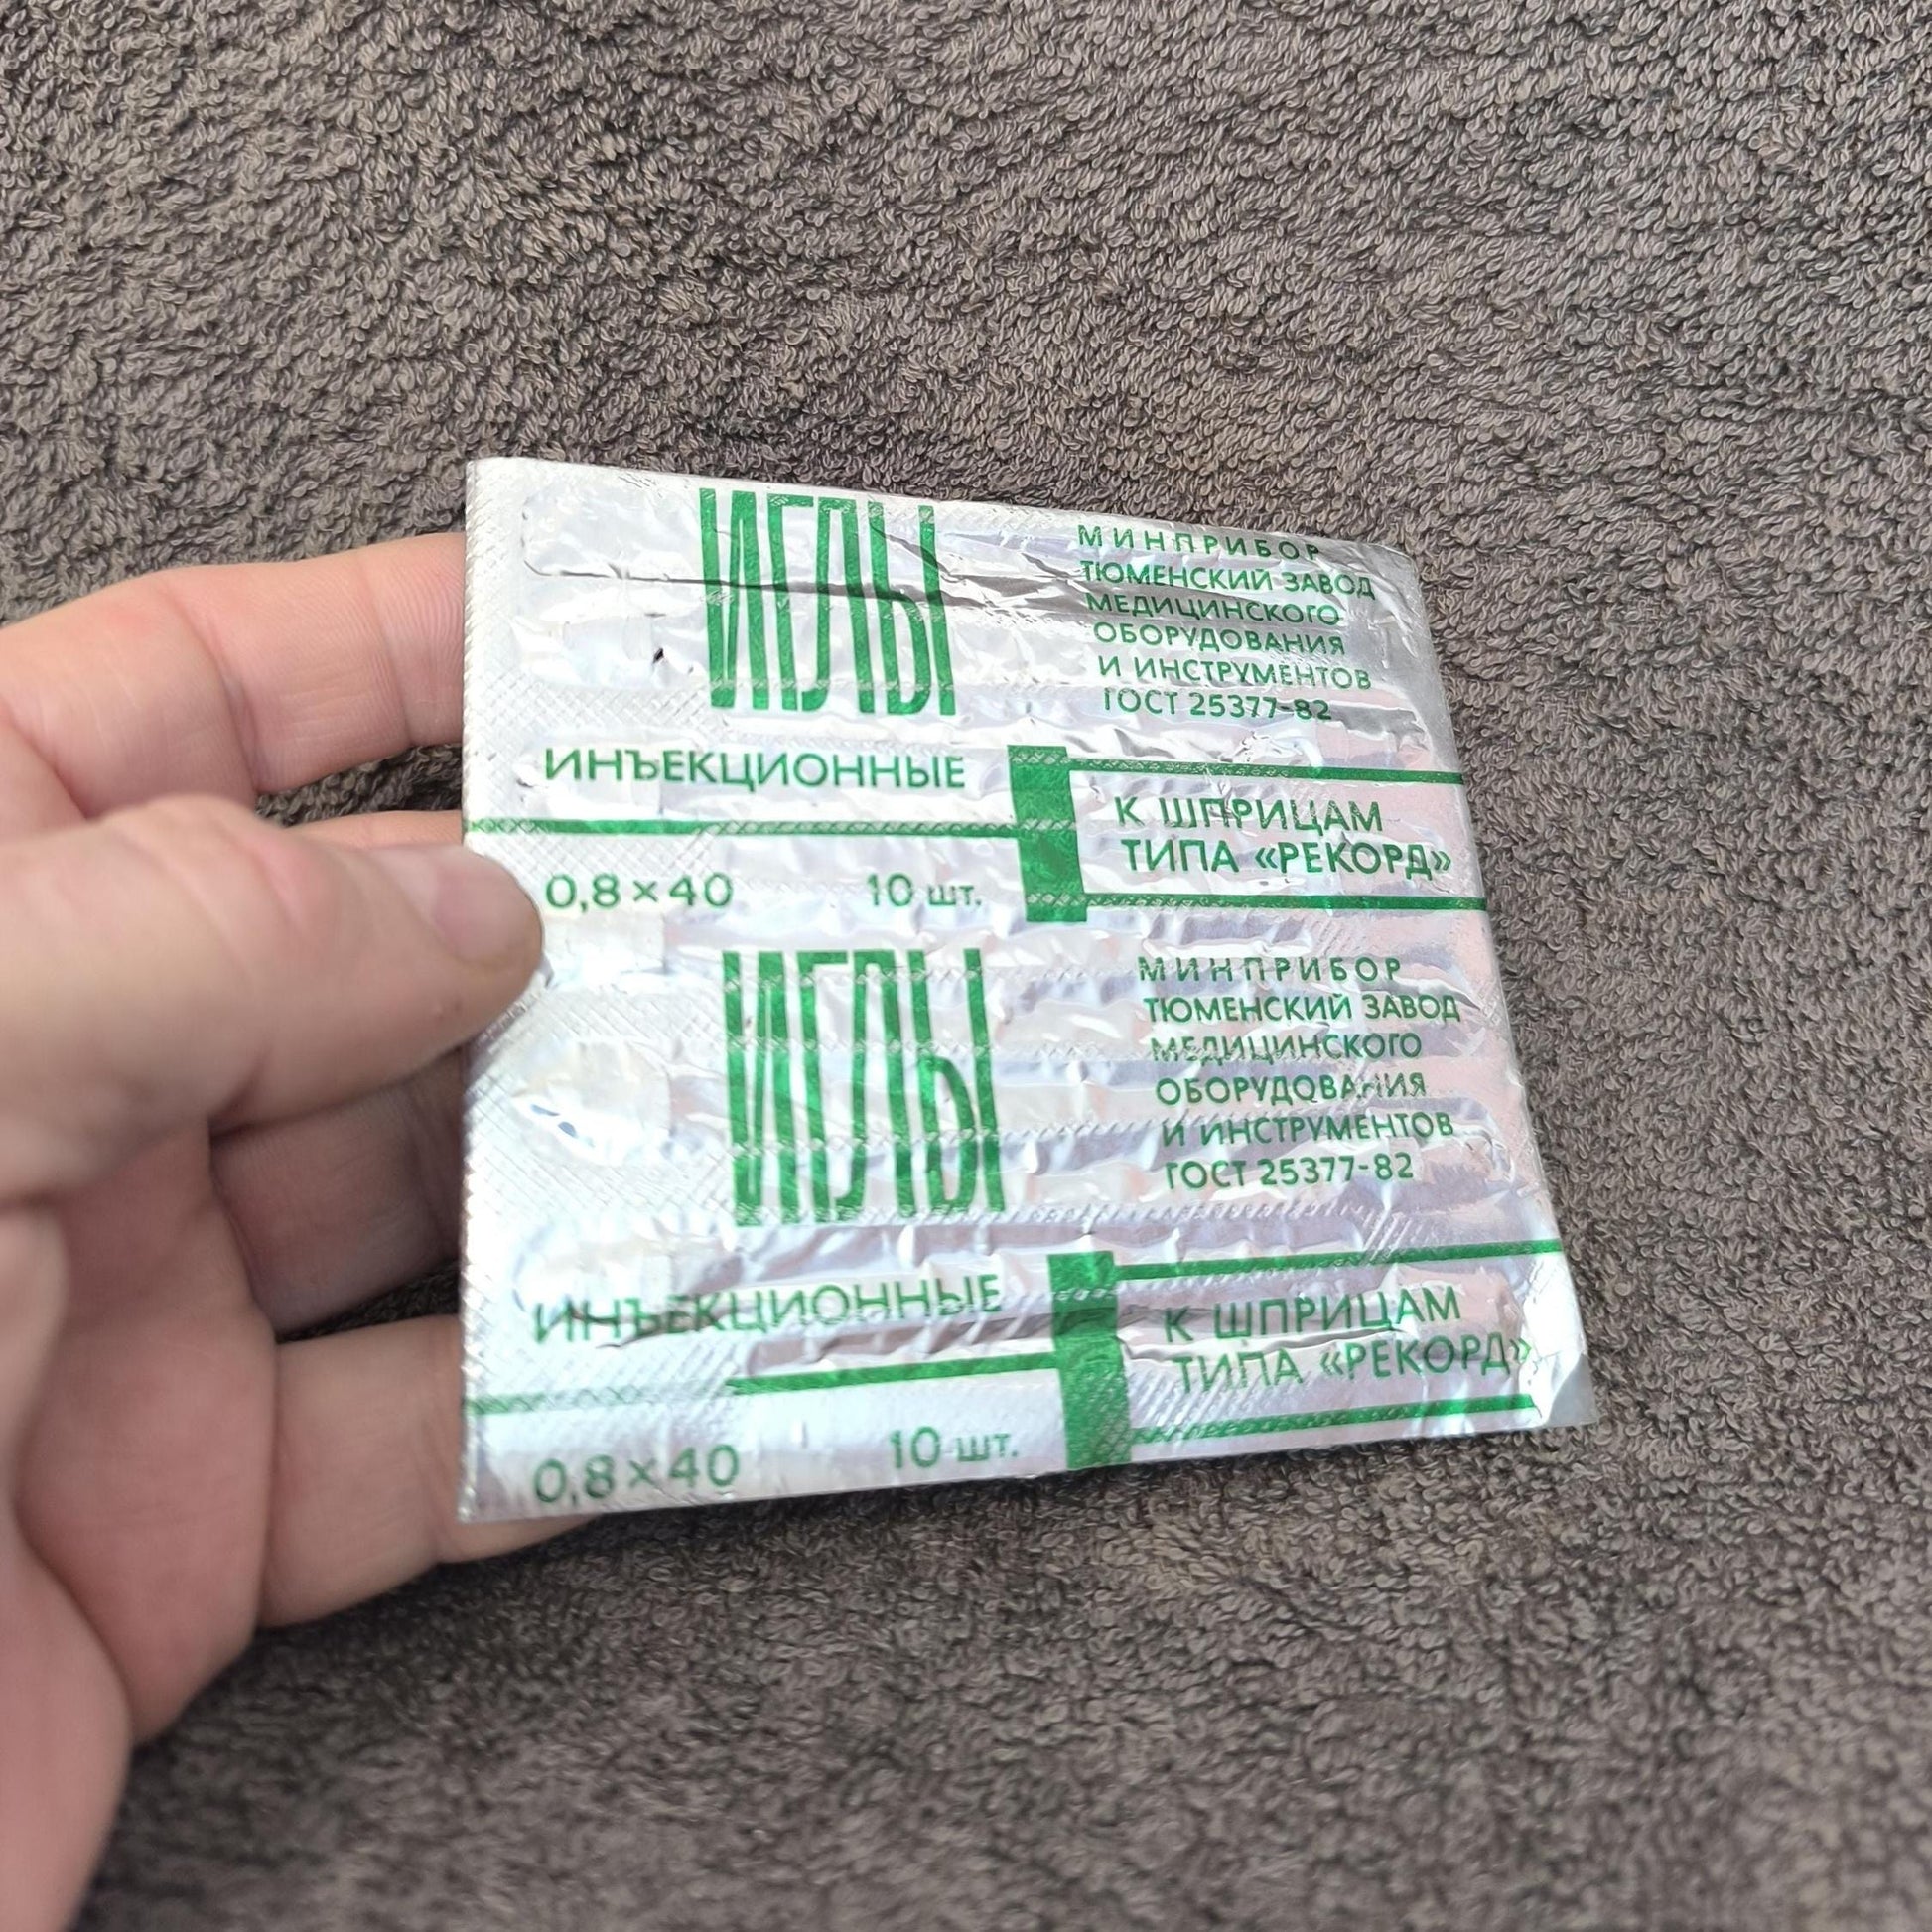 ИГЛЫ
МИНПРИБОР
ТЮМЕНСКИЙ ЗАВОД
МЕДИЦИНСКОГО
ОБОРУДОВАНИЯ
И ИНСТРУМЕНТОВ
ГОСТ 25377-82
ИНЪЕКЦИОННЫЕ
К ШПРИЦАМ
ТИПА «РЕКОРД»
0,8×40 10 шт.
ИГЛЫ
МИНПРИБОР
ТЮМЕНСКИЙ ЗАВОД
МЕДИЦИНСКОГО
ОБОРУДОВАНИЯ
И ИНСТРУМЕНТОВ
ГОСТ 25377-82
ИНЪЕКЦИОННЫЕ
К ШПРИЦАМ
ТИПА «РЕКОРД»
0,8×40 10 шт.